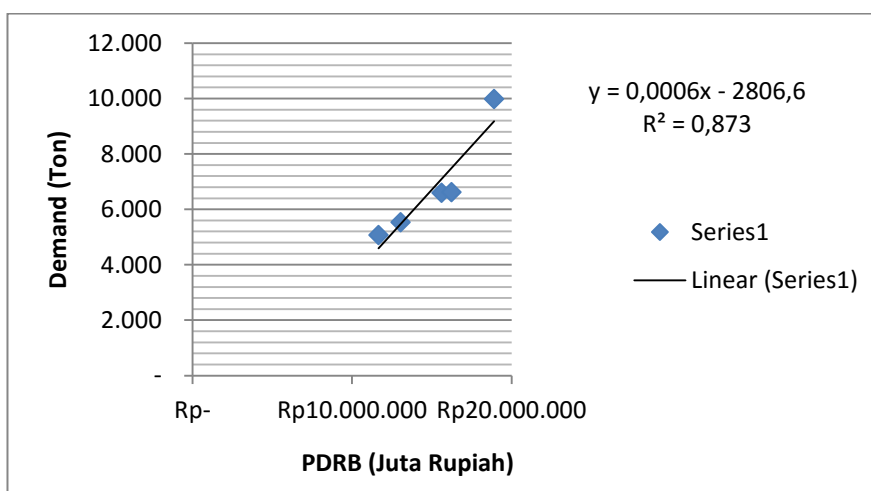 12.000
10.000
8.000
6.000
4.000
2.000
-
Demand (Ton)
Rp-
Rp10.000.000
Rp20.000.000
PDRB (Juta Rupiah)
y = 0,0006x - 2806,6
R² = 0,873
Series1
Linear (Series1)